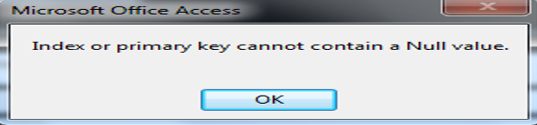 Microsoft Office Access
Index or primary key cannot contain a Null value.
OK